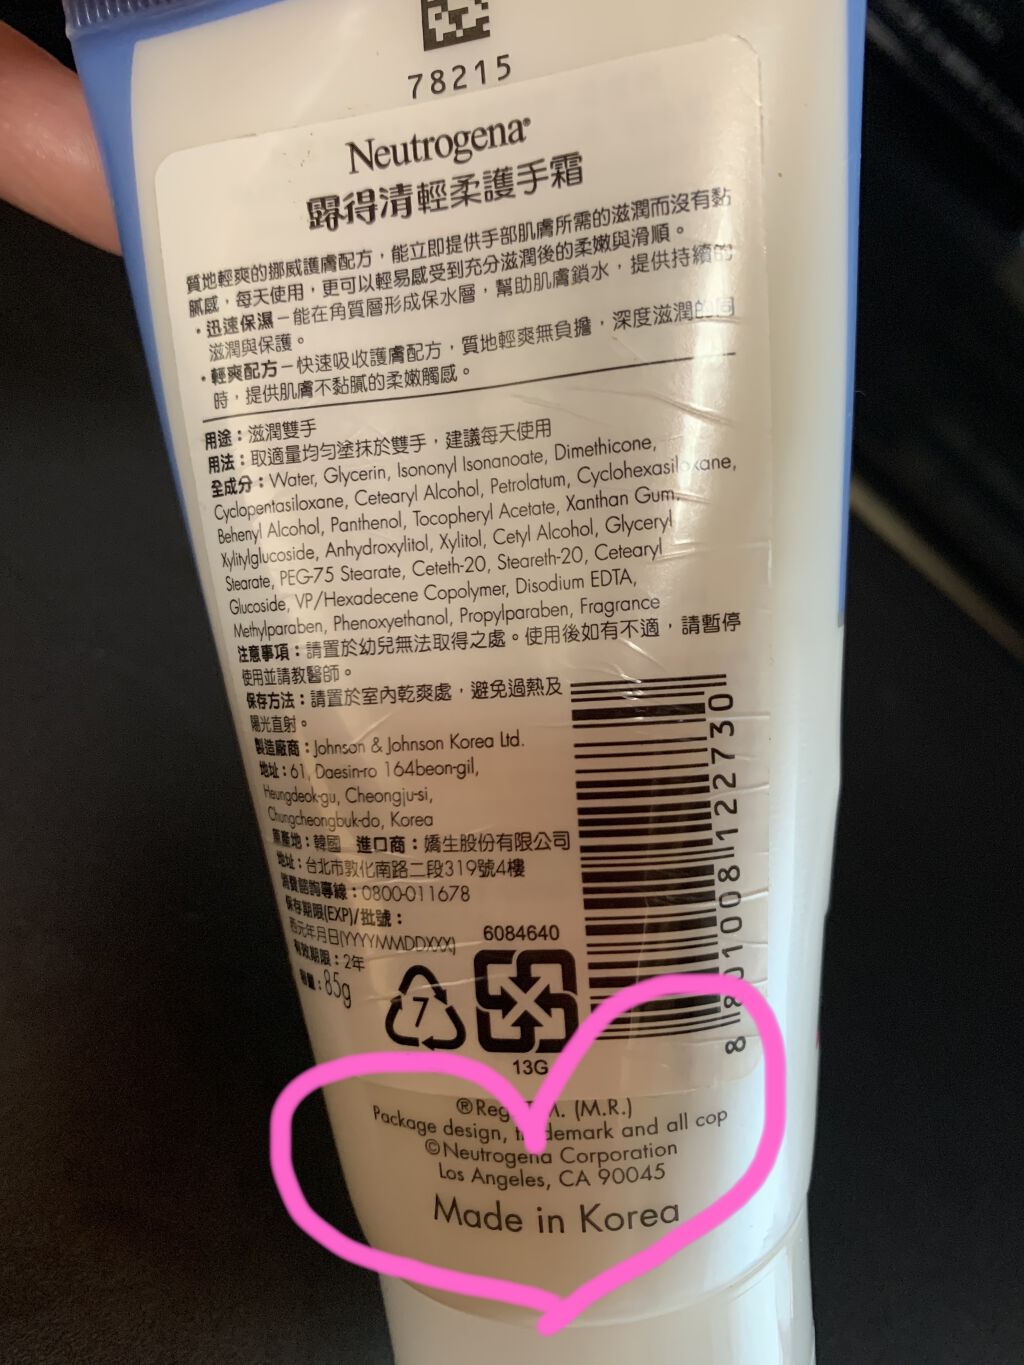 78215
Neutrogena®
露得清輕柔護手霜
質地輕爽的挪威護膚配方，能立即提供手部肌膚所需的滋潤而沒有黏
膩感，每天使用，更可以輕易感受到充分滋潤後的柔嫩與滑順。
・迅速保濕－能在角質層形成保水層，幫助肌膚鎖水，提供持續的
滋潤與保護。
・輕爽配方－快速吸收護膚配方，質地輕爽無負擔，深度滋潤的同
時，提供肌膚不黏膩的柔嫩觸感。
用途：滋潤雙手
用法：取適量均勻塗抹於雙手，建議每天使用
全成分：Water, Glycerin, Isononyl Isonanoate, Dimethicone,
Cyclopentasiloxane, Cetearyl Alcohol, Petrolatum, Cyclohexasiloxane,
Behenyl Alcohol, Panthenol, Tocopheryl Acetate, Xanthan Gum,
Xylitylglucoside, Anhydroxylitol, Xylitol, Cetyl Alcohol, Glyceryl
Stearate, PEG-75 Stearate, Ceteth-20, Steareth-20, Cetearyl
Glucoside, VP/Hexadecene Copolymer, Disodium EDTA,
Methylparaben, Phenoxyethanol, Propylparaben, Fragrance
注意事項：請置於幼兒無法取得之處。使用後如有不適，請暫停
使用並請教醫師。
保存方法：請置於室內乾爽處，避免過熱及
陽光直射。
製造廠商：Johnson & Johnson Korea Ltd.
地址：61, Daesin-ro 164beon-gil,
Heungdeok-gu, Cheongju-si,
Chungcheongbuk-do, Korea
原產地：韓國 進口商：嬌生股份有限公司
地址：台北市敦化南路二段319號4樓
消費諮詢專線：0800-011678
保存期限(EXP)/批號：
西元年月日(YYYYMMDDXXX)
有效期限：2年
容量：85g
7
6084640
13G
8 801008 122730
®Reg. (M.R.)
Package design, trademark and all cop
©Neutrogena Corporation
Los Angeles, CA 90045
Made in Korea